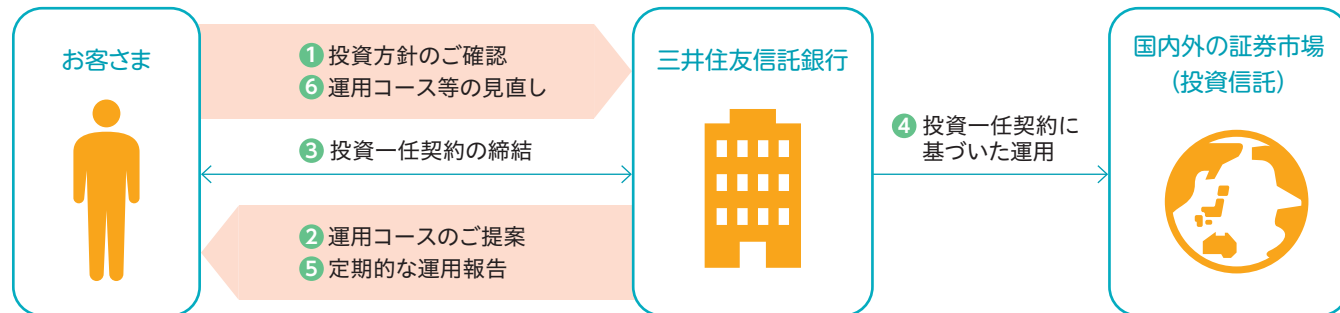 お客さま
❶ 投資方針のご確認
❻ 運用コース等の見直し
❸ 投資一任契約の締結
❷ 運用コースのご提案
❺ 定期的な運用報告
三井住友信託銀行
❹ 投資一任契約に
基づいた運用
国内外の証券市場
（投資信託）